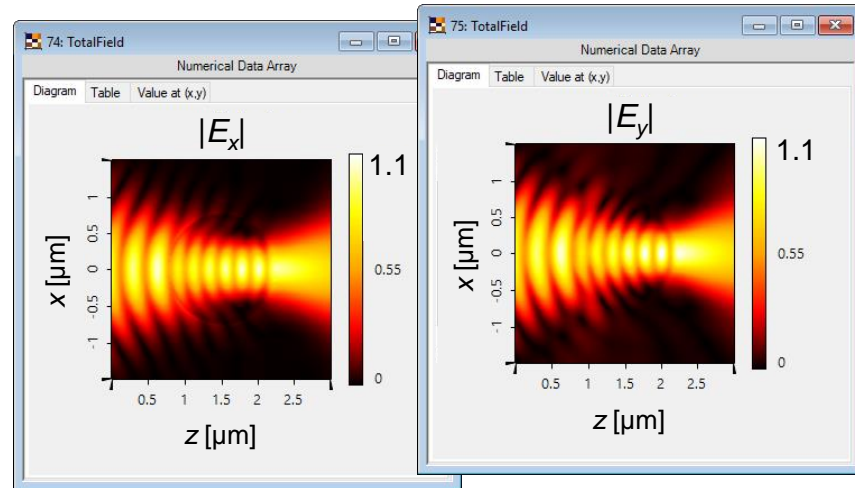 74: TotalField
Numerical Data Array
Diagram Table Value at (x,y)
|Eₓ|
1.1
0.55
0
x [µm]
1
0.5
0
-0.5
-1
0.5 1 1.5 2 2.5
z [µm]
75: TotalField
Numerical Data Array
Diagram Table Value at (x,y)
|E_y|
1.1
0.55
0
x [µm]
1
0.5
0
-0.5
-1
0.5 1 1.5 2 2.5
z [µm]